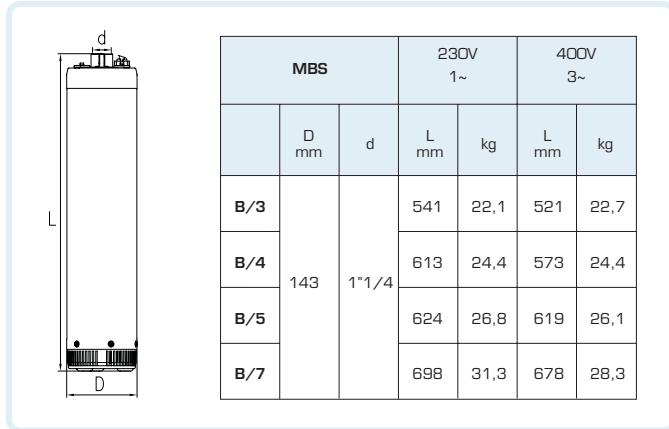 d
L
D
MBS 230V 400V
1~ 3~
D d L kg L kg
mm mm mm
B/3 541 22,1 521 22,7
B/4 613 24,4 573 24,4
143 1"1/4
B/5 624 26,8 619 26,1
B/7 698 31,3 678 28,3